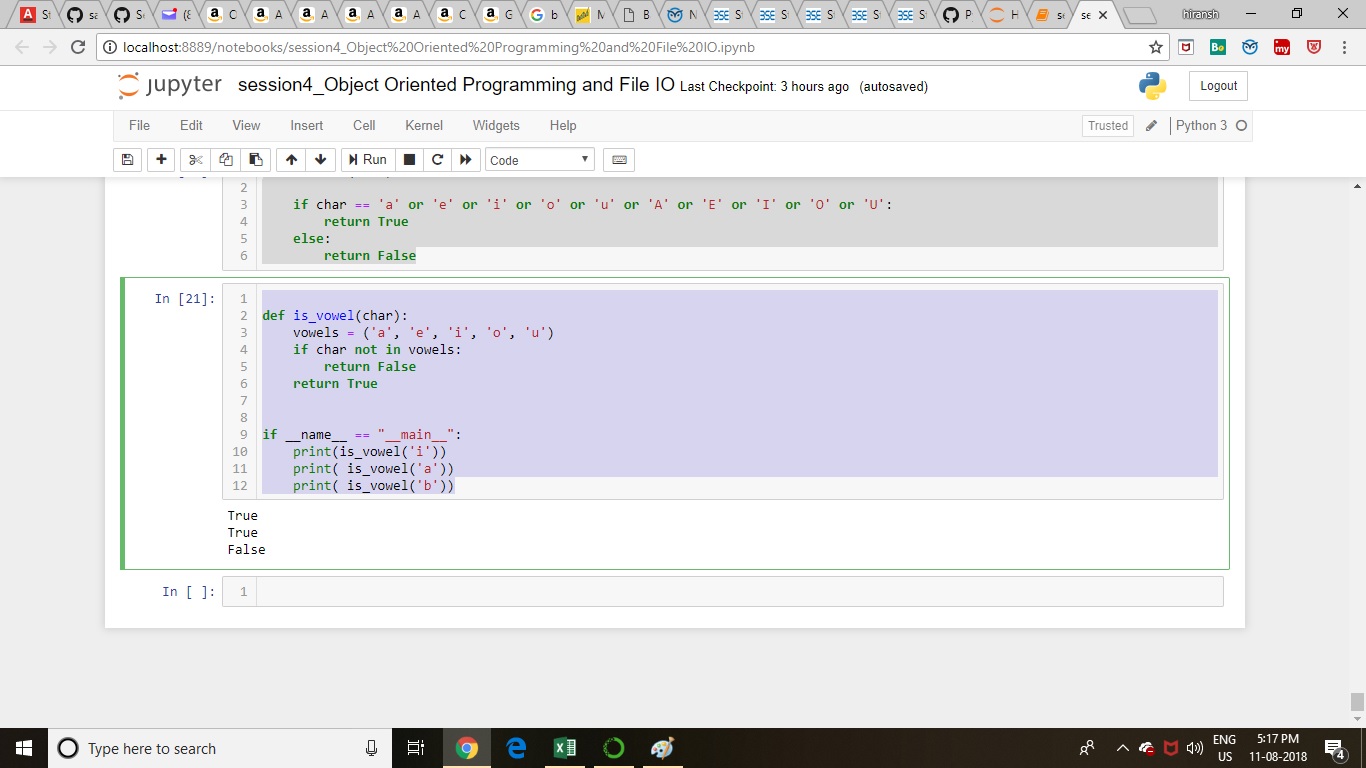 hiransh
localhost:8889/notebooks/session4_Object%20Oriented%20Programming%20and%20File%20IO.ipynb
jupyter session4_Object Oriented Programming and File IO Last Checkpoint: 3 hours ago (autosaved)
Logout
File Edit View Insert Cell Kernel Widgets Help Trusted Python 3
Run Code
2
3 if char == 'a' or 'e' or 'i' or 'o' or 'u' or 'A' or 'E' or 'I' or 'O' or 'U':
4 return True
5 else:
6 return False
In [21]: 1
2 def is_vowel(char):
3 vowels = ('a', 'e', 'i', 'o', 'u')
4 if char not in vowels:
5 return False
6 return True
7
8
9 if __name__ == "__main__":
10 print(is_vowel('i'))
11 print( is_vowel('a'))
12 print( is_vowel('b'))
True
True
False
In [ ]: 1
Type here to search
ENG 5:17 PM
US 11-08-2018
4